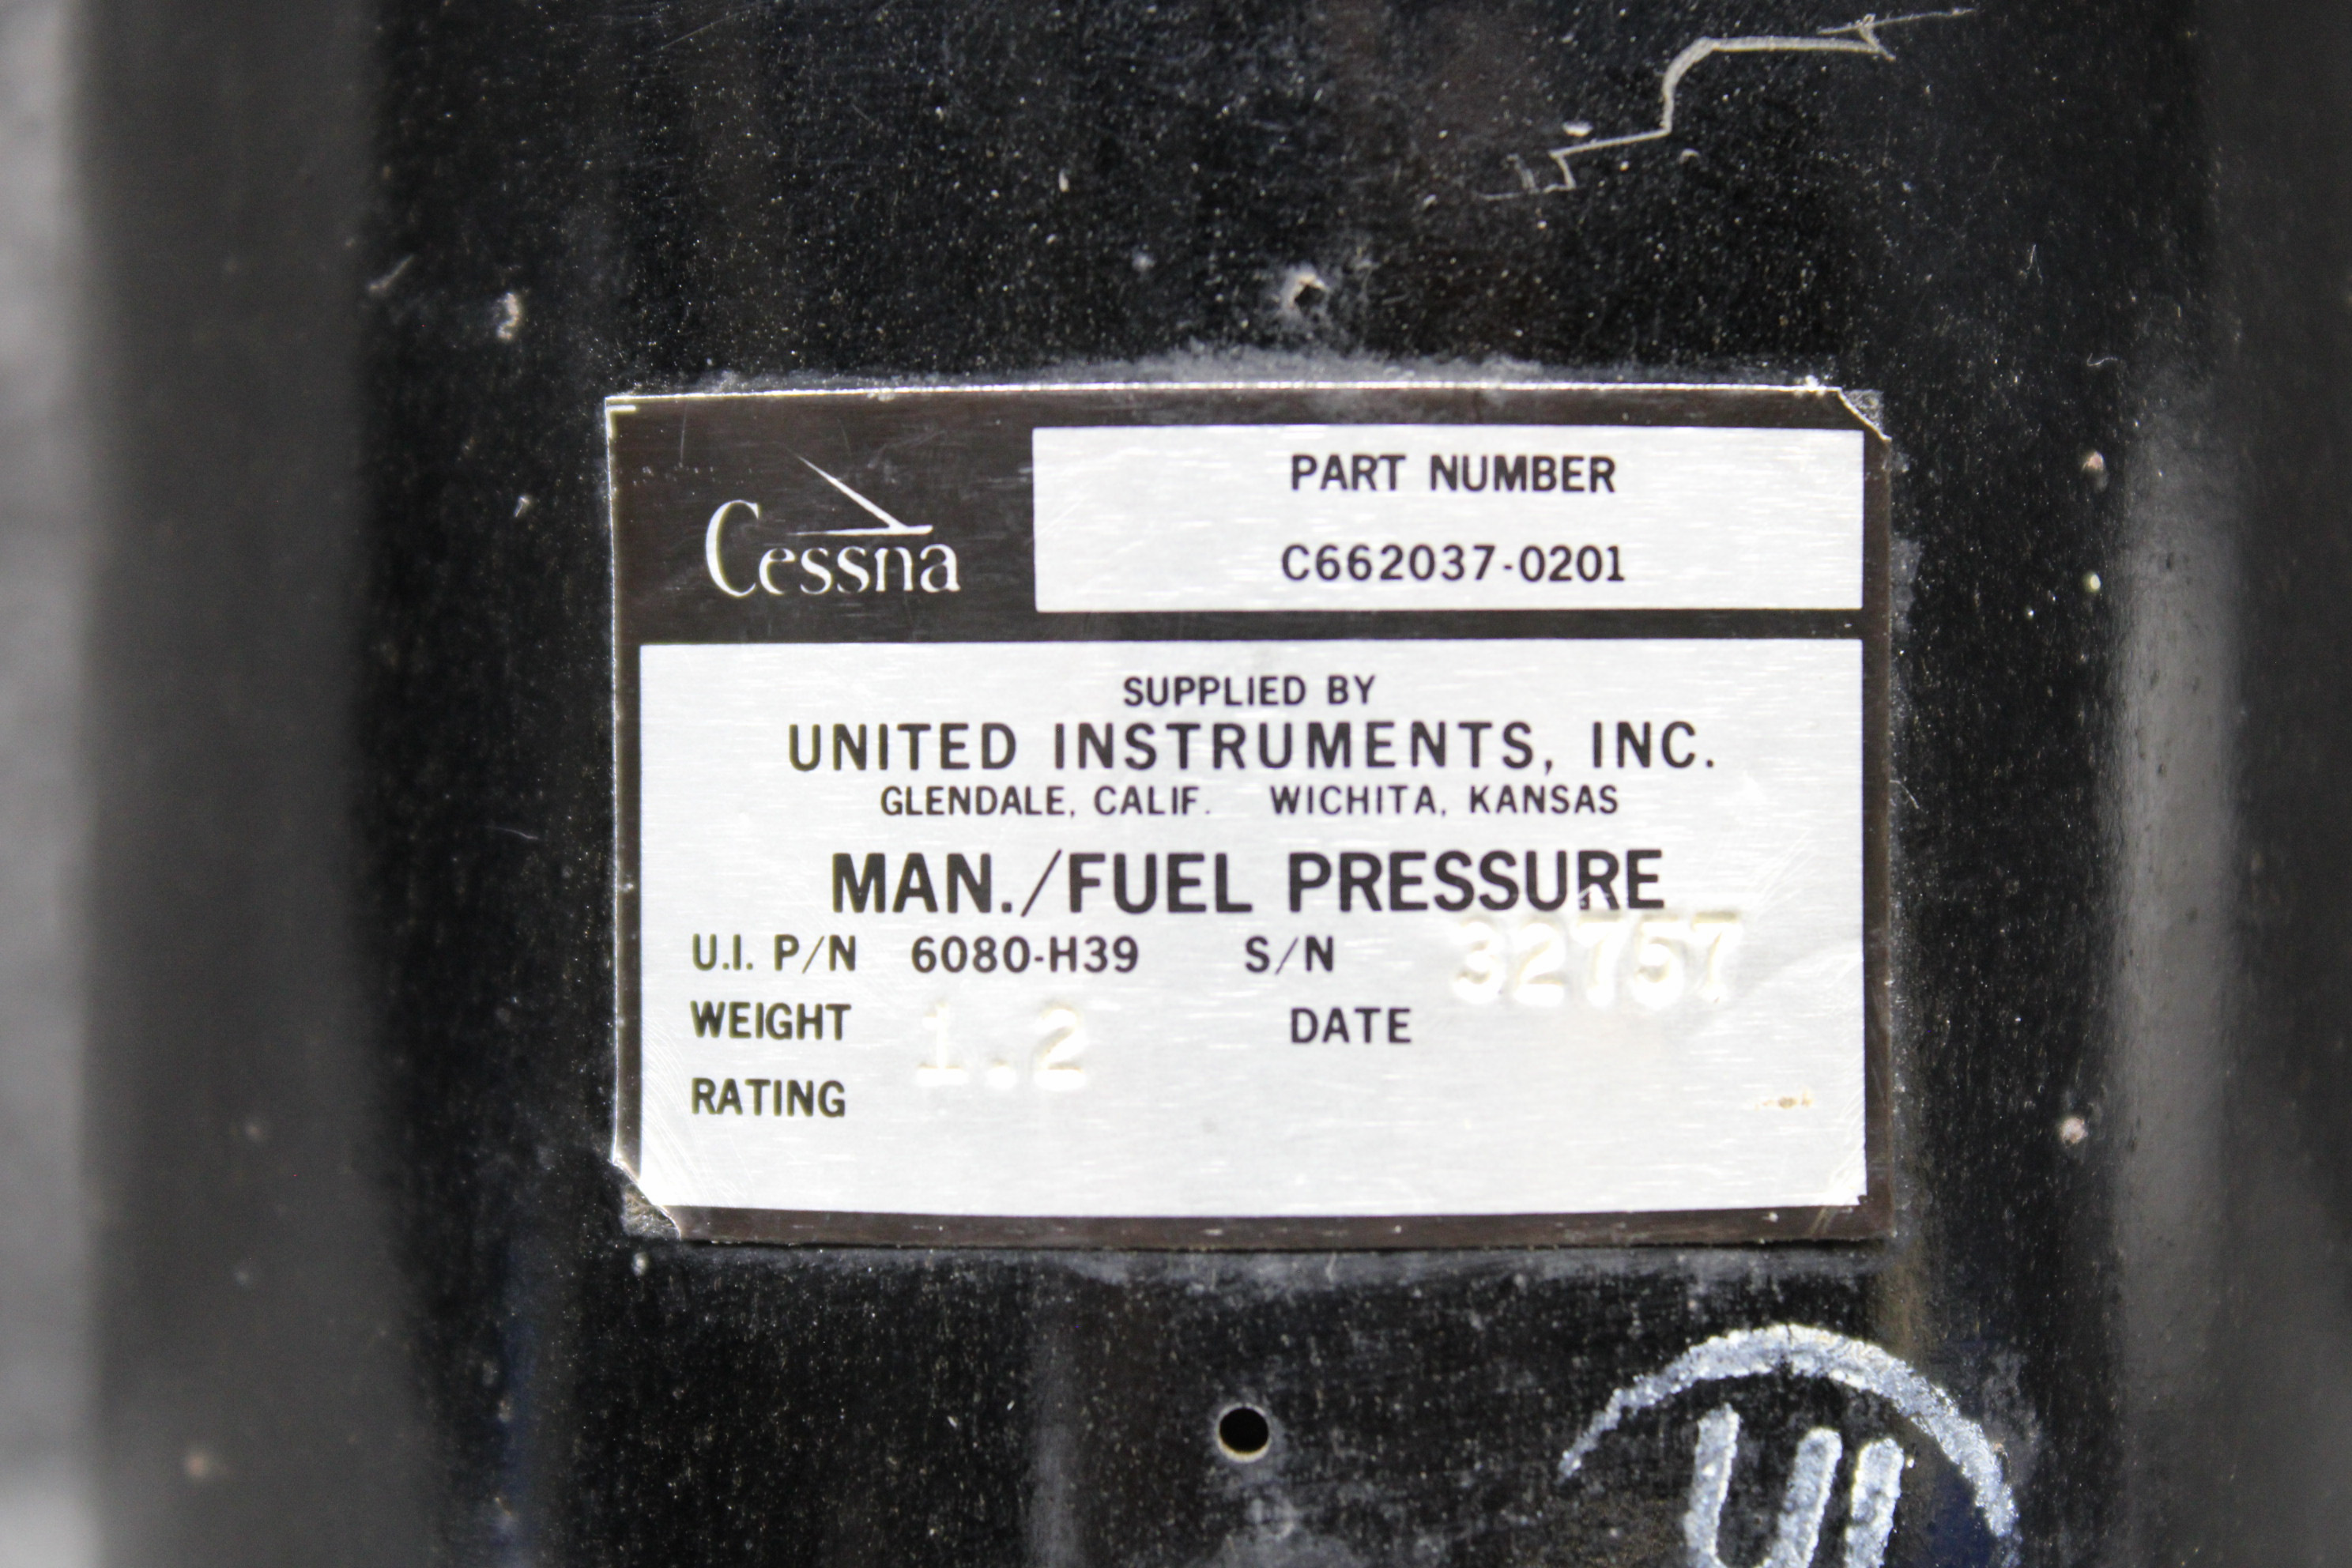 Cessna
PART NUMBER
C662037-0201
SUPPLIED BY
UNITED INSTRUMENTS, INC.
GLENDALE, CALIF. WICHITA, KANSAS
MAN./FUEL PRESSURE
U.I. P/N 6080-H39 S/N 32757
WEIGHT 1.2 DATE
RATING
UI